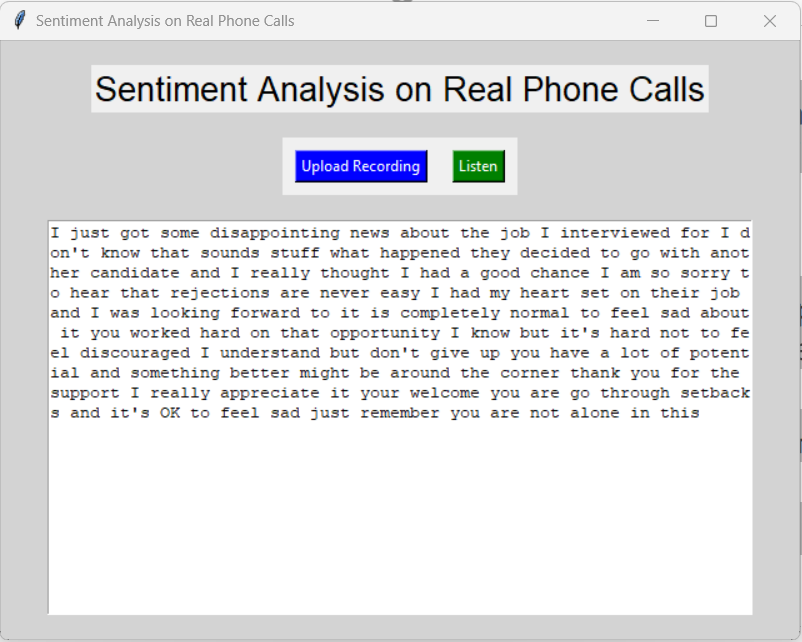 Sentiment Analysis on Real Phone Calls
Sentiment Analysis on Real Phone Calls
Upload Recording Listen
I just got some disappointing news about the job I interviewed for I d
on't know that sounds stuff what happened they decided to go with anot
her candidate and I really thought I had a good chance I am so sorry t
o hear that rejections are never easy I had my heart set on their job
and I was looking forward to it is completely normal to feel sad about
it you worked hard on that opportunity I know but it's hard not to fe
el discouraged I understand but don't give up you have a lot of potent
ial and something better might be around the corner thank you for the
support I really appreciate it your welcome you are go through setback
s and it's OK to feel sad just remember you are not alone in this